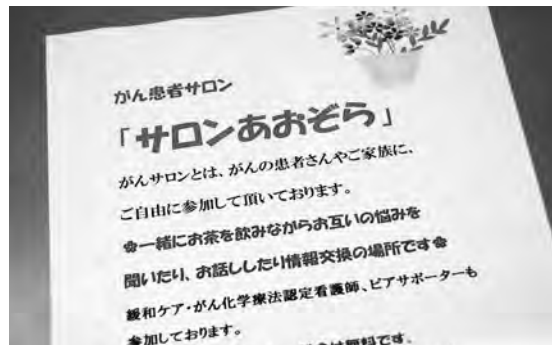 がん患者サロン
「サロンあおぞら」
がんサロンとは、がんの患者さんやご家族に、
ご自由に参加して頂いております。
✿一緒にお茶を飲みながらお互いの悩みを
聞いたり、お話ししたり情報交換の場所です✿
緩和ケア・がん化学療法認定看護師、ピアサポーターも
参加しております。
は無料です。